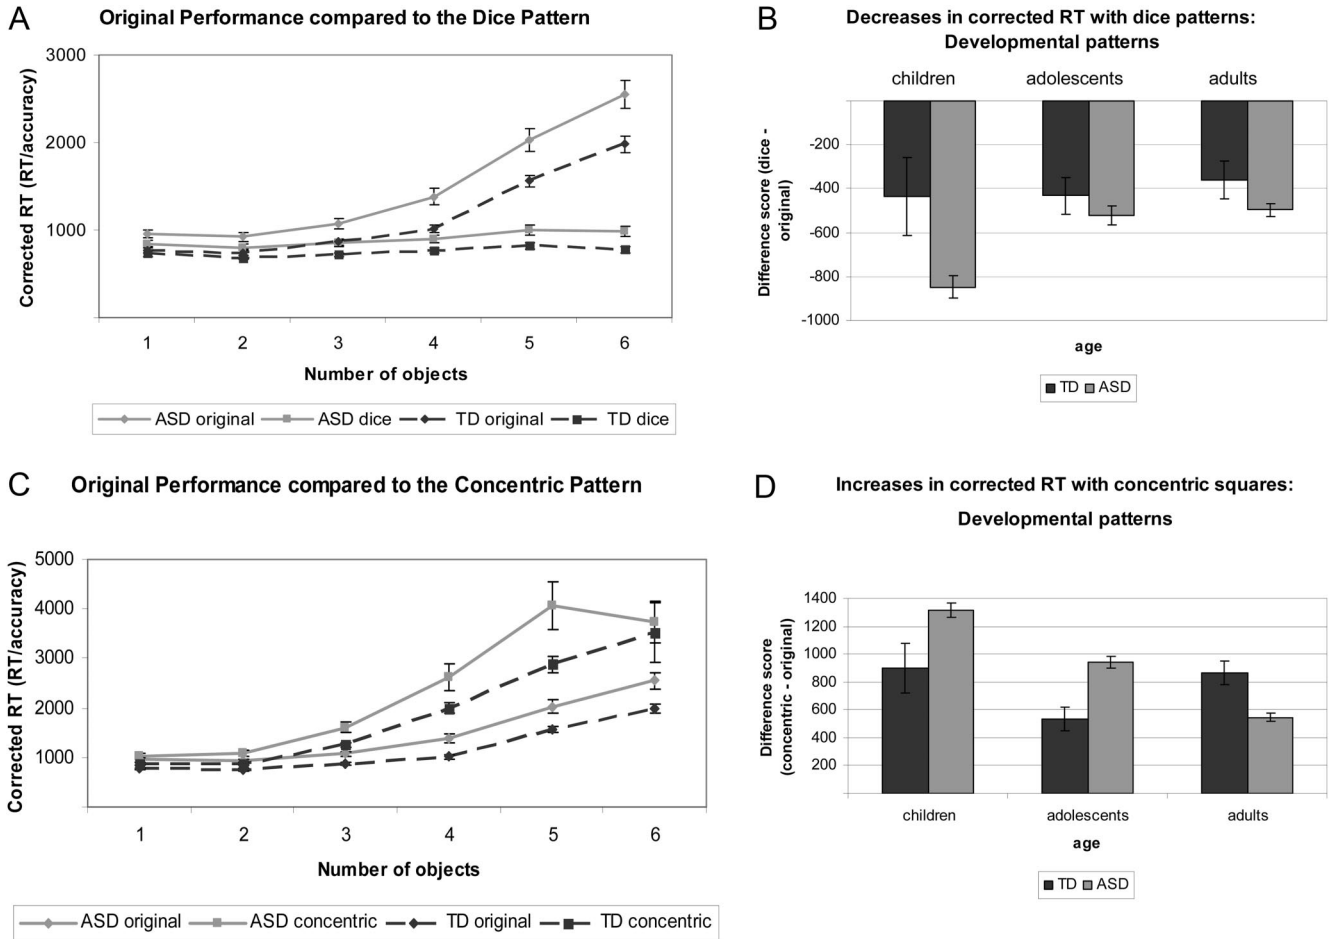 A
Original Performance compared to the Dice Pattern
Corrected RT (RT/accuracy)
3000
2000
1000
1 2 3 4 5 6
Number of objects
ASD original ASD dice TD original TD dice
B
Decreases in corrected RT with dice patterns:
Developmental patterns
children adolescents adults
Difference score (dice -
original)
-200
-400
-600
-800
-1000
age
TD ASD
C
Original Performance compared to the Concentric Pattern
Corrected RT (RT/accuracy)
5000
4000
3000
2000
1000
1 2 3 4 5 6
Number of objects
ASD original ASD concentric TD original TD concentric
D
Increases in corrected RT with concentric squares:
Developmental patterns
Difference score
(concentric - original)
1400
1200
1000
800
600
400
200
children adolescents adults
age
TD ASD